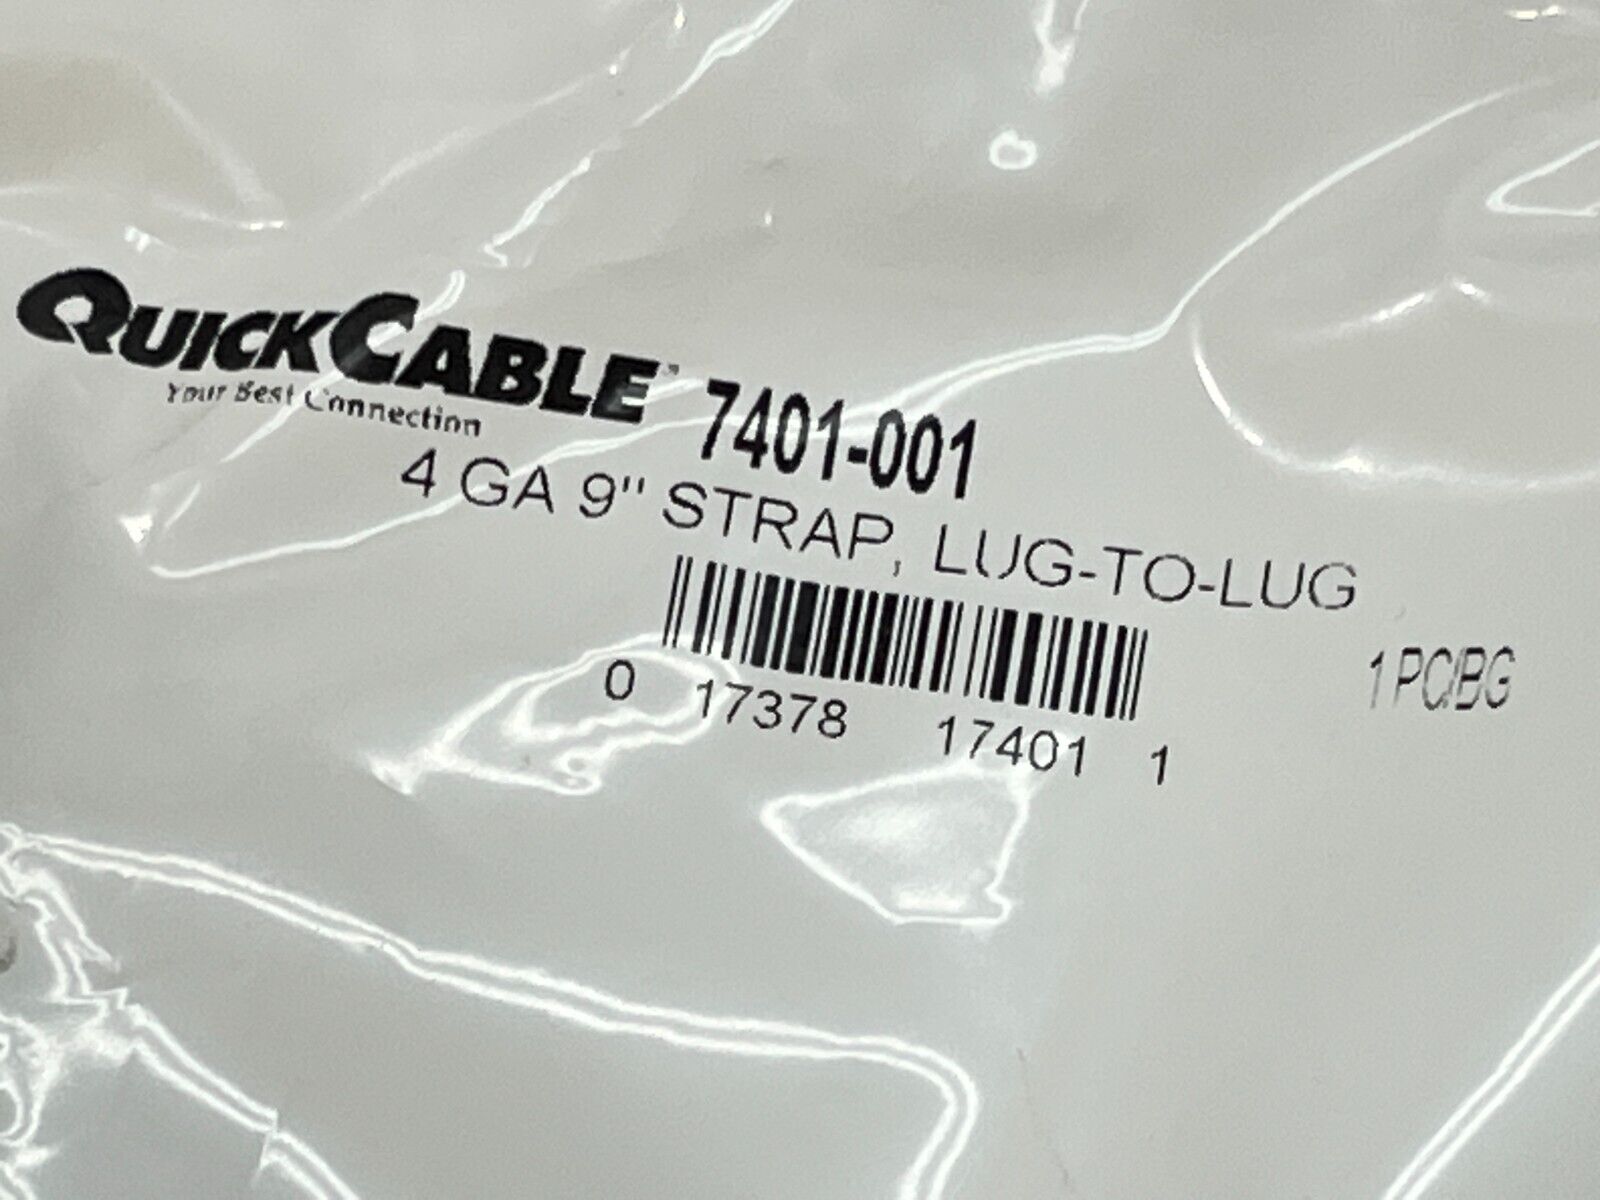 QUICKCABLE™ 7401-001
Your Best Connection
4 GA 9" STRAP, LUG-TO-LUG
0 17378 17401 1
1 PC/BG